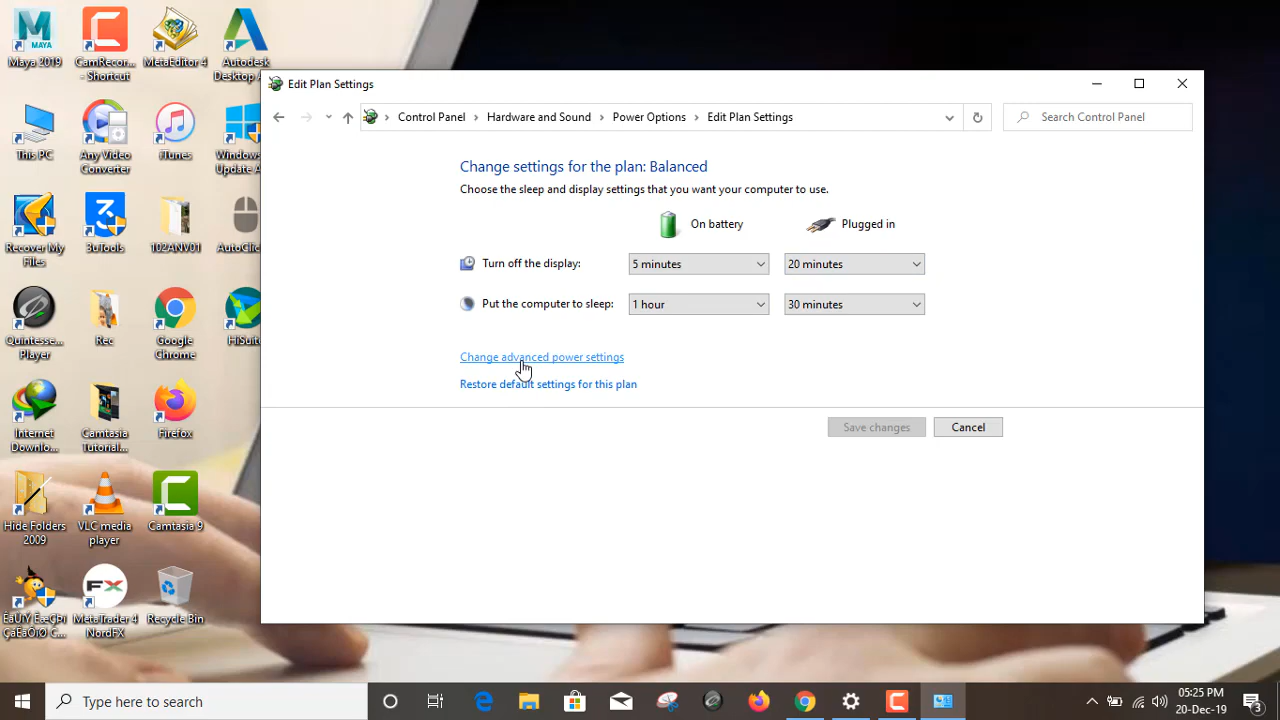 Maya 2019
CamRecor... - Shortcut
MetaEditor 4
Autodesk Desktop A
This PC
Any Video Converter
iTunes
Windows Update A
Recover My Files
3uTools
102ANV01
AutoClic
Quintesse... Player
Rec
Google Chrome
HiSuit
Internet Downlo...
Camtasia Tutorial...
Firefox
Hide Folders 2009
VLC media player
Camtasia 9
MetaTrader 4 NordFX
Recycle Bin
Edit Plan Settings
Control Panel > Hardware and Sound > Power Options > Edit Plan Settings
Search Control Panel
Change settings for the plan: Balanced
Choose the sleep and display settings that you want your computer to use.
On battery Plugged in
Turn off the display: 5 minutes 20 minutes
Put the computer to sleep: 1 hour 30 minutes
Change advanced power settings
Restore default settings for this plan
Save changes Cancel
Type here to search
05:25 PM
20-Dec-19
3